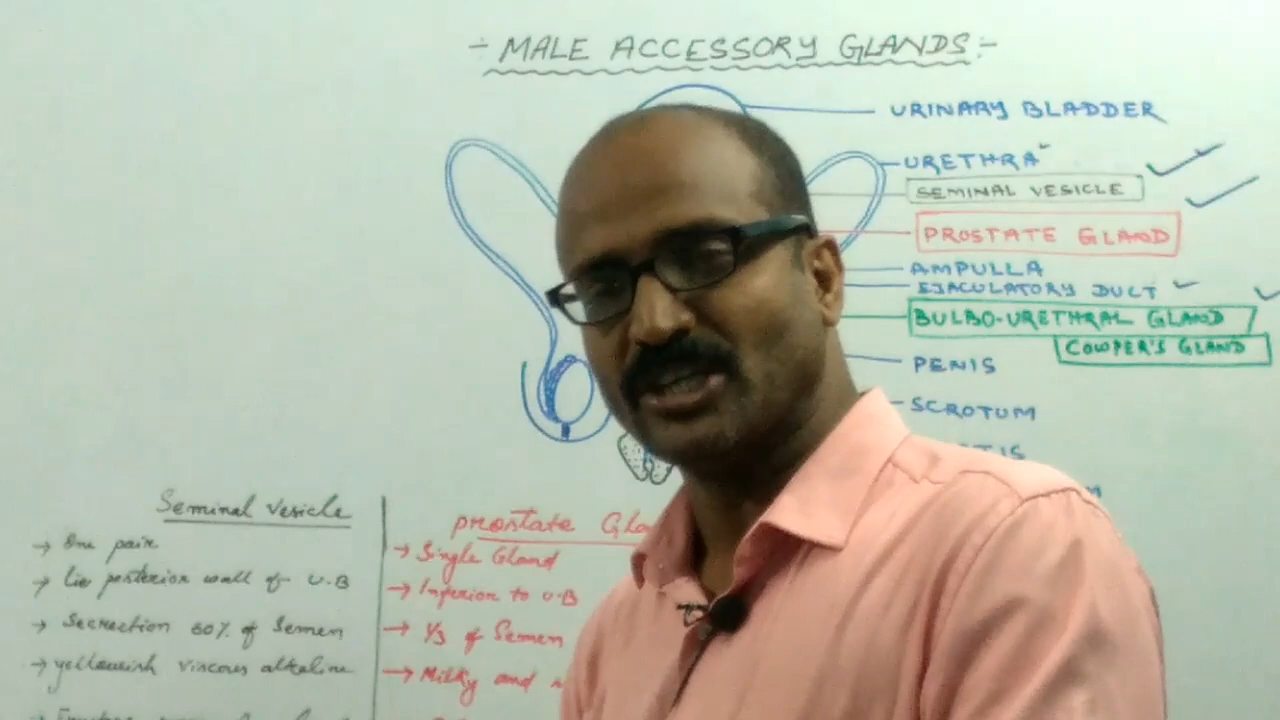 - MALE ACCESSORY GLANDS :-
URINARY BLADDER
URETHRA
SEMINAL VESICLE
PROSTATE GLAND
AMPULLA
EJACULATORY DUCT
BULBO-URETHRAL GLAND
COWPER'S GLAND
PENIS
SCROTUM
Seminal Vesicle
→ One pair
→ Lie posterior wall of U.B
→ Secrection 60% of Semen
→ yellowish viscous alkaline
prostate
→ Single Gland
→ Inferior to U.B
→ 1/3 of Semen
→ Milky and